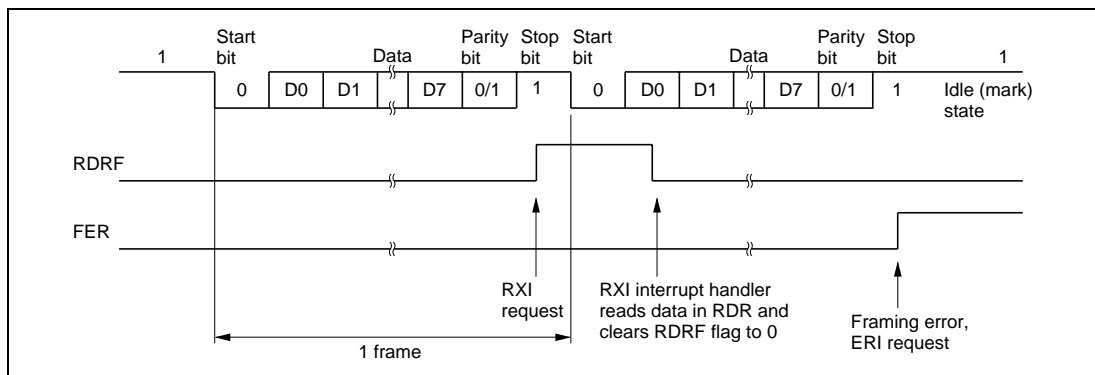 1
Start bit
Data
Parity bit
Stop bit
Start bit
Data
Parity bit
Stop bit
1
0
D0
D1
D7
0/1
1
0
D0
D1
D7
0/1
1
Idle (mark) state
RDRF
FER
RXI
request
RXI interrupt handler
reads data in RDR and
clears RDRF flag to 0
Framing error,
ERI request
1 frame